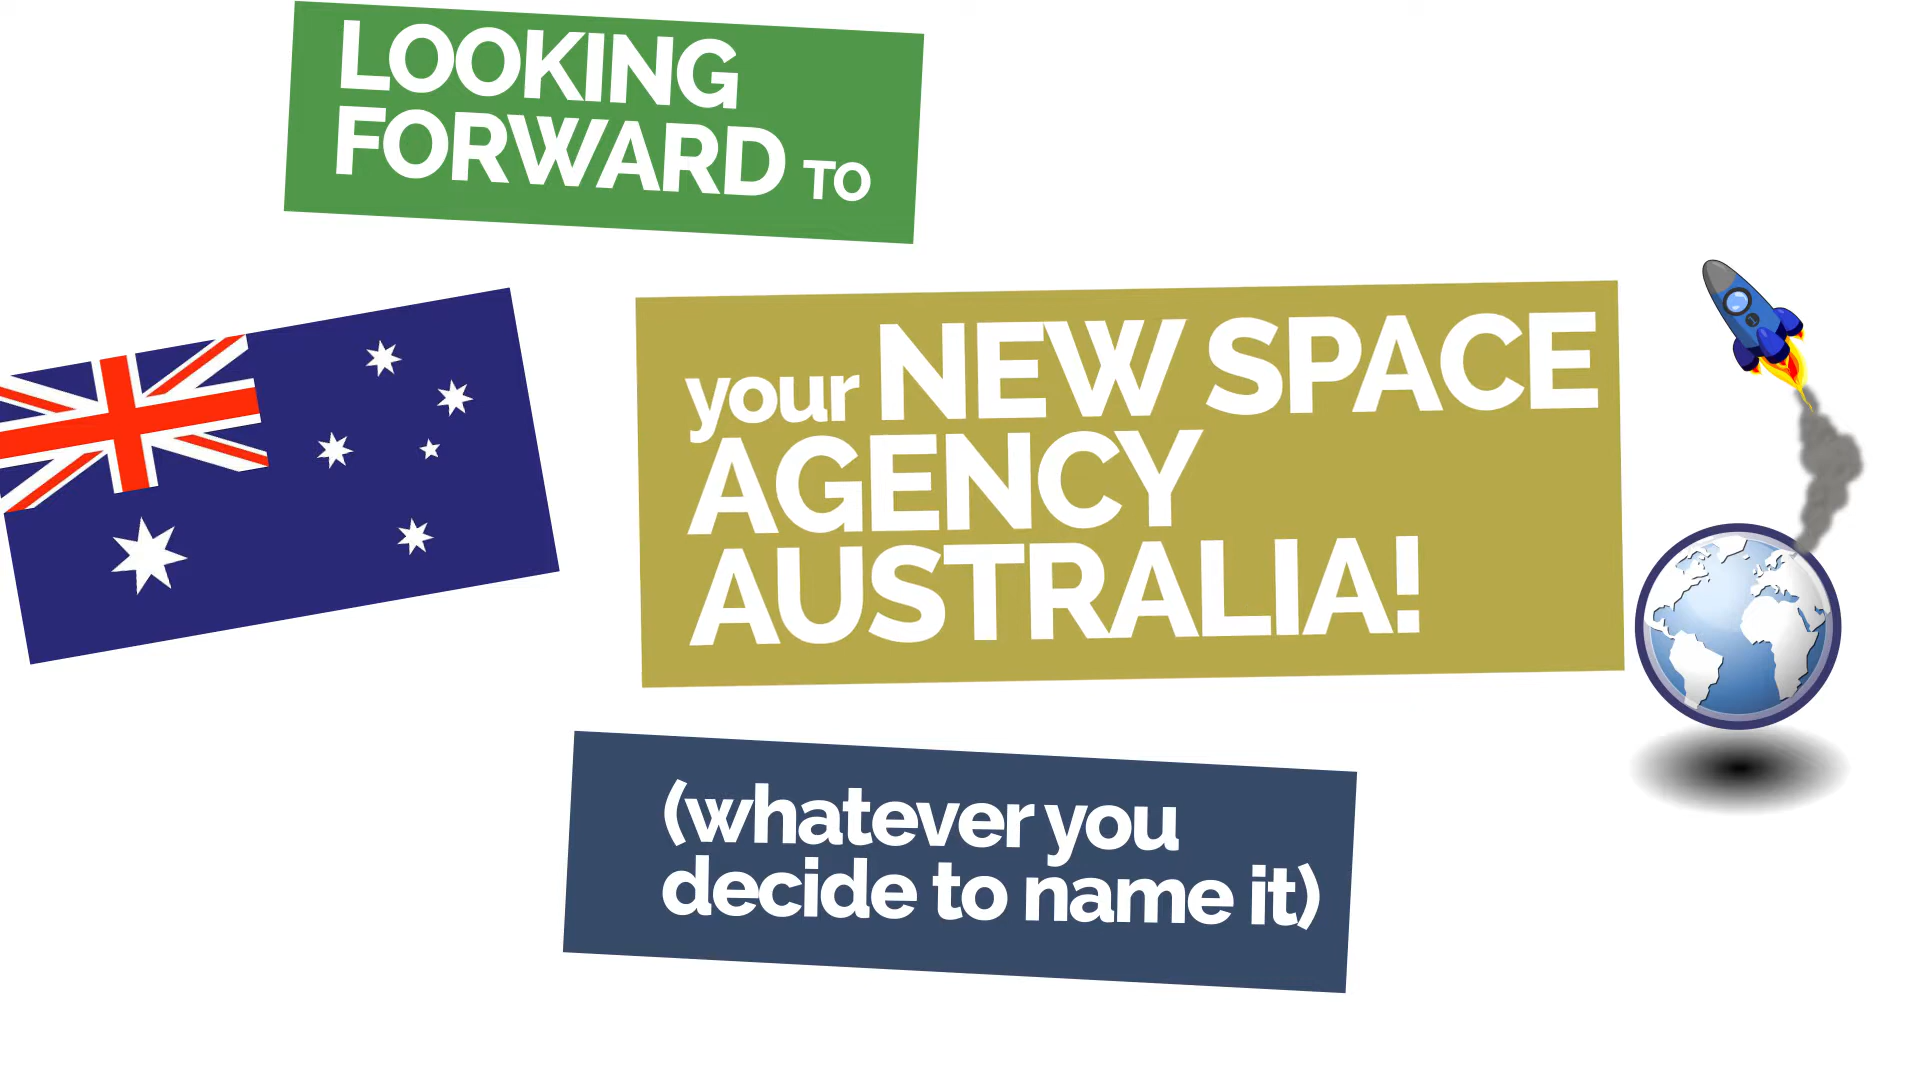 LOOKING
FORWARD TO
your NEW SPACE
AGENCY
AUSTRALIA!
(whatever you
decide to name it)